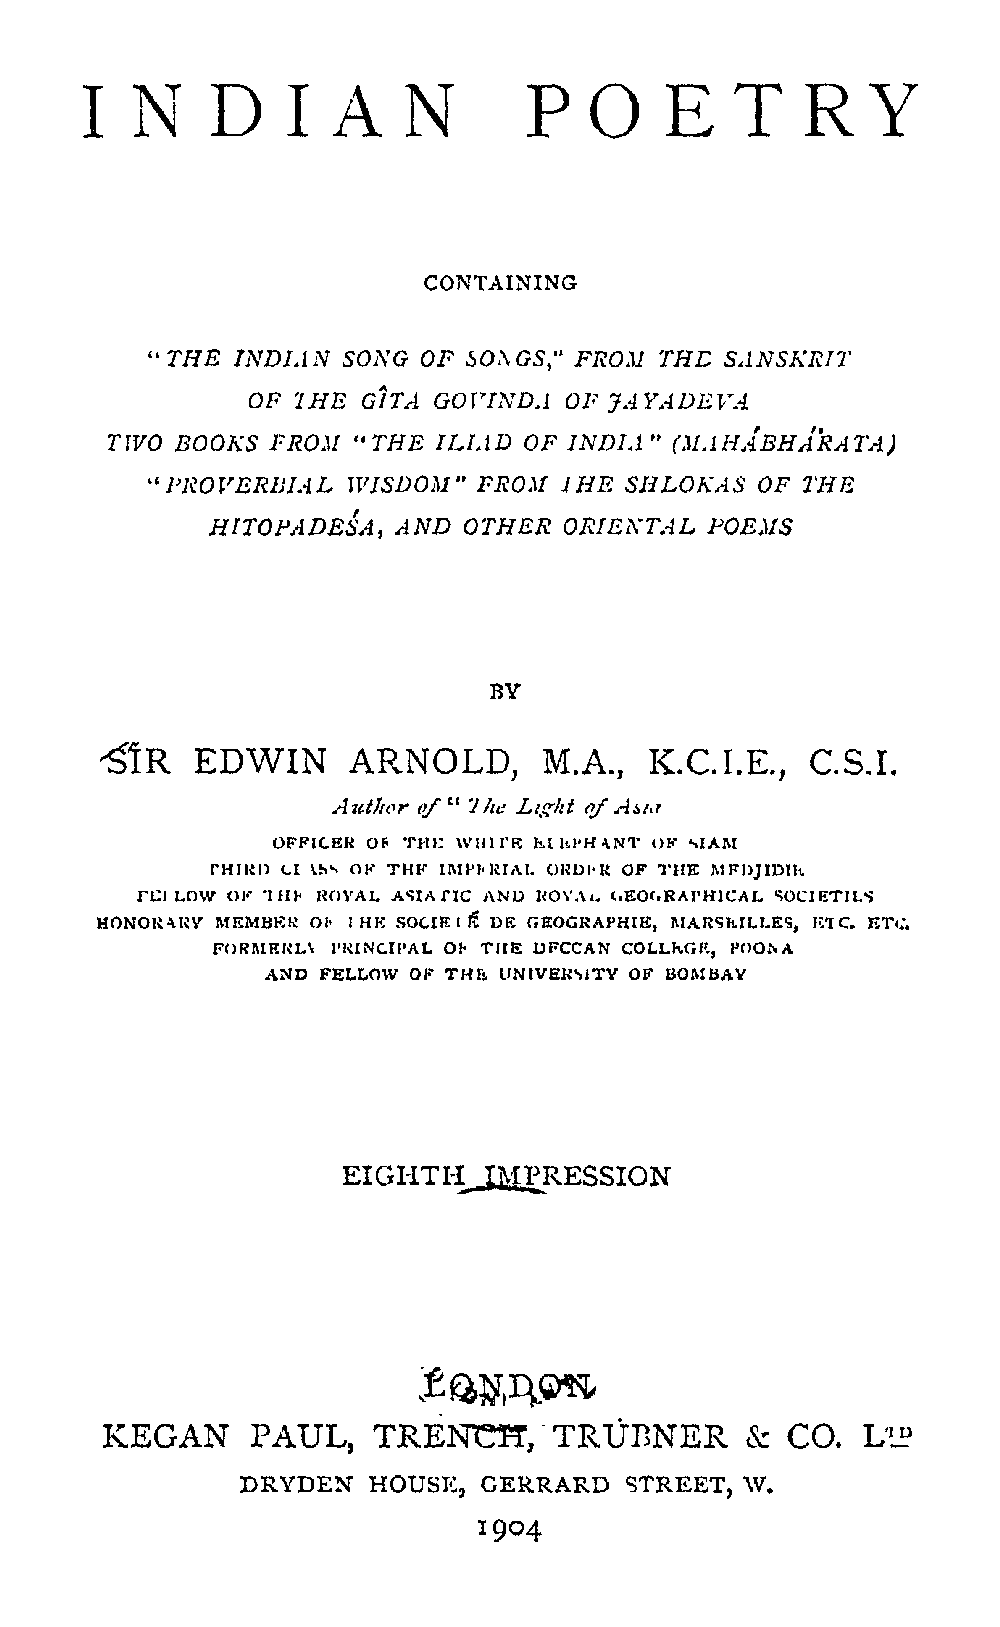 INDIAN POETRY
CONTAINING
"THE INDIAN SONG OF SONGS," FROM THE SANSKRIT
OF THE GÎTA GOVINDA OF JAYADEVA
TWO BOOKS FROM "THE ILIAD OF INDIA" (MAHÁBHÁRATA)
"PROVERBIAL WISDOM" FROM THE SHLOKAS OF THE
HITOPADEŚA, AND OTHER ORIENTAL POEMS
BY
SIR EDWIN ARNOLD, M.A., K.C.I.E., C.S.I.
Author of "The Light of Asia"
OFFICER OF THE WHITE ELEPHANT OF SIAM
THIRD CLASS OF THE IMPERIAL ORDER OF THE MEDJIDIE
FELLOW OF THE ROYAL ASIATIC AND ROYAL GEOGRAPHICAL SOCIETIES
HONORARY MEMBER OF THE SOCIETÉ DE GEOGRAPHIE, MARSEILLES, ETC. ETC.
FORMERLY PRINCIPAL OF THE DECCAN COLLEGE, POONA
AND FELLOW OF THE UNIVERSITY OF BOMBAY
EIGHTH IMPRESSION
LONDON
KEGAN PAUL, TRENCH, TRÜBNER & CO. LTD
DRYDEN HOUSE, GERRARD STREET, W.
1904